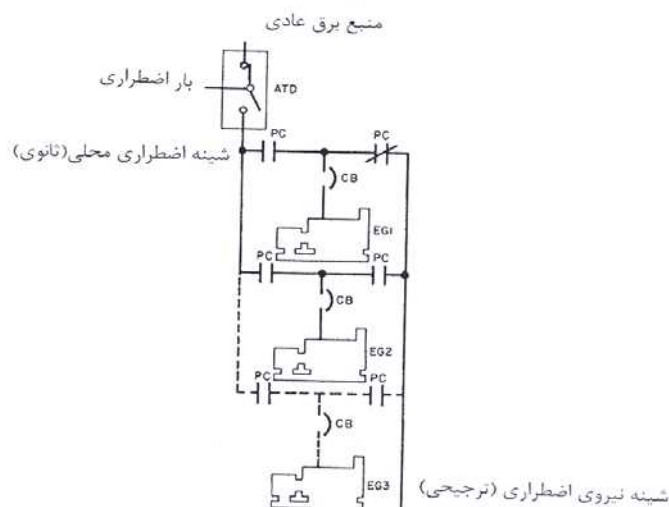 منبع برق عادی
بار اضطراری
ATD
شینه اضطراری محلی(ثانوی)
PC
PC
CB
EG1
PC
PC
CB
EG2
PC
PC
CB
EG3
شینه نیروی اضطراری (ترجیحی)